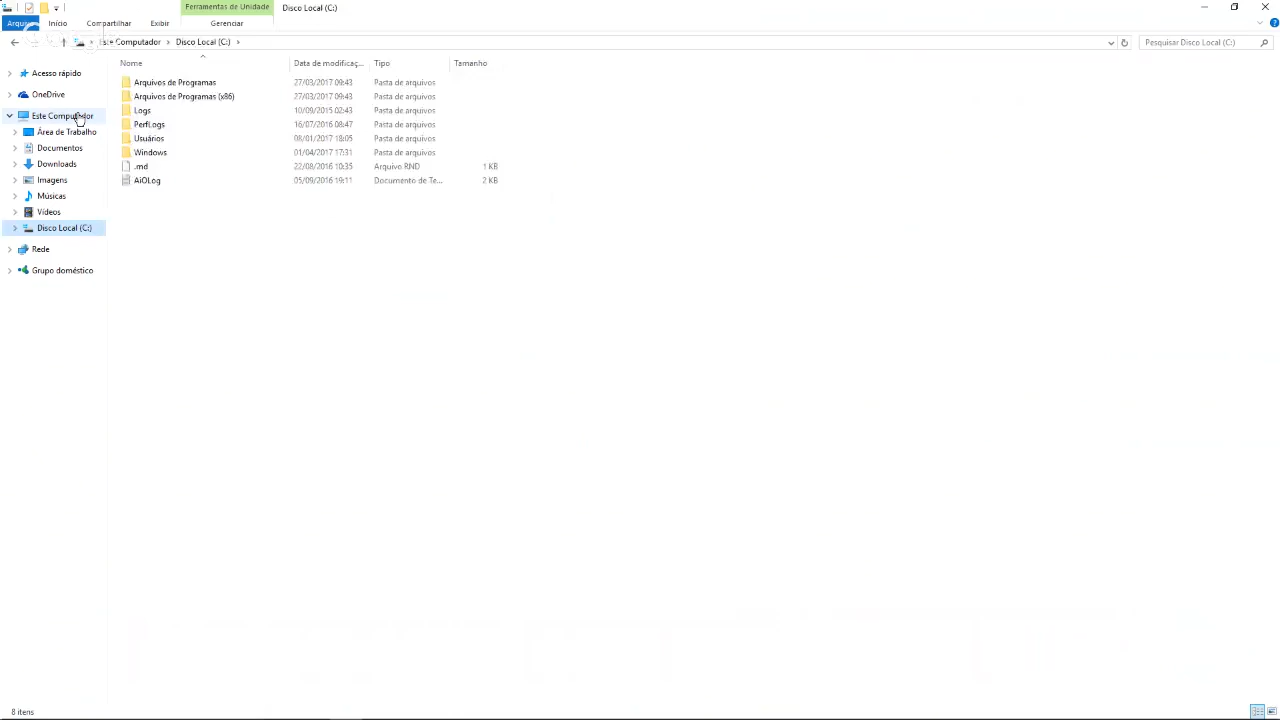 Ferramentas de Unidade
Disco Local (C:)
Arquivo
Início
Compartilhar
Exibir
Gerenciar
Este Computador
Disco Local (C:)
Pesquisar Disco Local (C:)
Nome
Data de modificaç...
Tipo
Tamanho
Acesso rápido
OneDrive
Este Computador
Área de Trabalho
Documentos
Downloads
Imagens
Músicas
Vídeos
Disco Local (C:)
Rede
Grupo doméstico
Arquivos de Programas 27/03/2017 09:43 Pasta de arquivos
Arquivos de Programas (x86) 27/03/2017 09:43 Pasta de arquivos
Logs 10/09/2015 02:43 Pasta de arquivos
PerfLogs 16/07/2016 08:47 Pasta de arquivos
Usuários 08/01/2017 18:05 Pasta de arquivos
Windows 01/04/2017 17:31 Pasta de arquivos
.rnd 22/08/2016 10:35 Arquivo RND 1 KB
AiOLog 05/09/2016 19:11 Documento de Te... 2 KB
8 itens